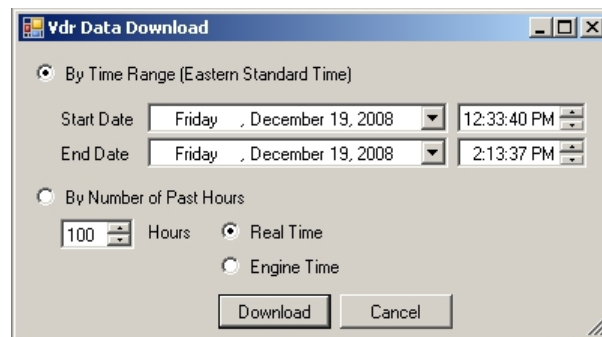 Vdr Data Download
By Time Range (Eastern Standard Time)
Start Date Friday , December 19, 2008 12:33:40 PM
End Date Friday , December 19, 2008 2:13:37 PM
By Number of Past Hours
100 Hours Real Time
Engine Time
Download Cancel